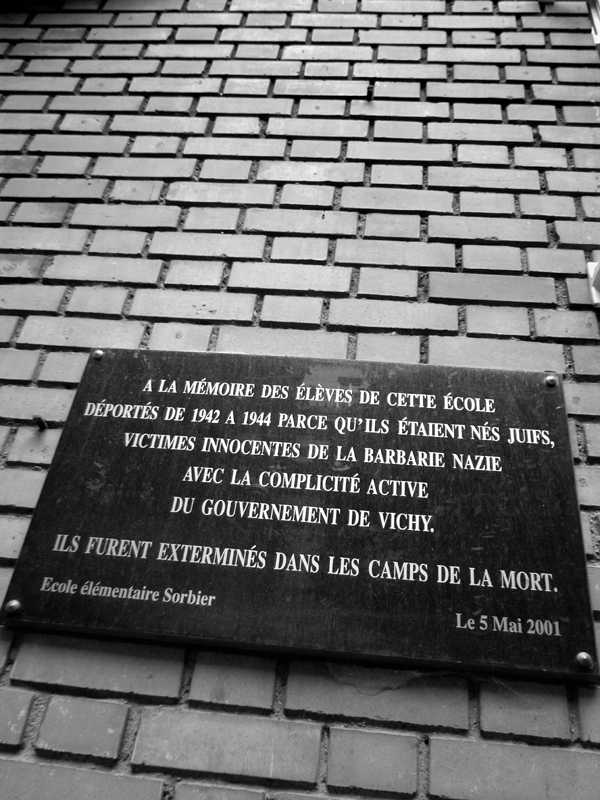 A LA MÉMOIRE DES ÉLÈVES DE CETTE ÉCOLE
DÉPORTÉS DE 1942 A 1944 PARCE QU'ILS ÉTAIENT NÉS JUIFS,
VICTIMES INNOCENTES DE LA BARBARIE NAZIE
AVEC LA COMPLICITÉ ACTIVE
DU GOUVERNEMENT DE VICHY.
ILS FURENT EXTERMINÉS DANS LES CAMPS DE LA MORT.
Ecole élémentaire Sorbier
Le 5 Mai 2001